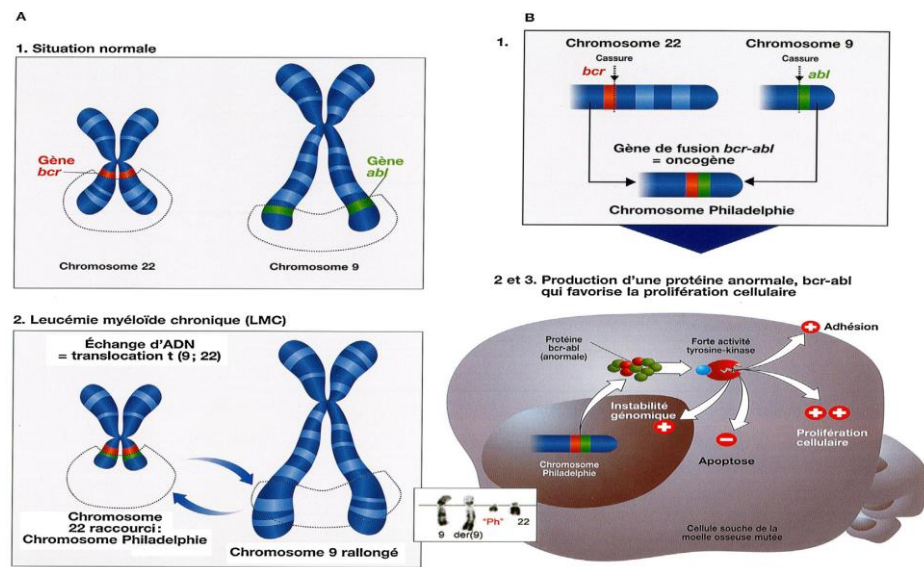 A
1. Situation normale
Gène
bcr
Gène
abl
Chromosome 22
Chromosome 9
2. Leucémie myéloïde chronique (LMC)
Échange d'ADN
= translocation t (9 ; 22)
Chromosome
22 raccourci :
Chromosome Philadelphie
Chromosome 9 rallongé
B
1.
Chromosome 22
Chromosome 9
Cassure
Cassure
bcr
abl
Gène de fusion bcr-abl
= oncogène
Chromosome Philadelphie
2 et 3. Production d'une protéine anormale, bcr-abl
qui favorise la prolifération cellulaire
Protéine
bcr-abl
(anormale)
Forte activité
tyrosine-kinase
Adhésion
Instabilité
génomique
Prolifération
cellulaire
Apoptose
Chromosome
Philadelphie
Cellule souche de la
moelle osseuse mutée
9 der(9) "Ph" 22